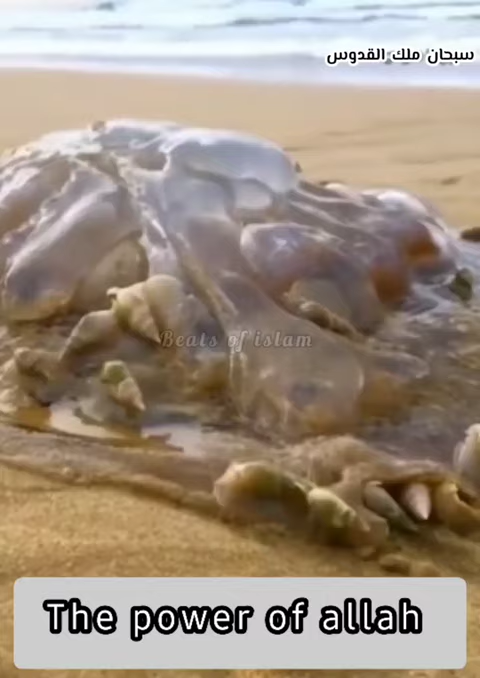 سبحان ملك القدوس
Beats of islam
The power of allah